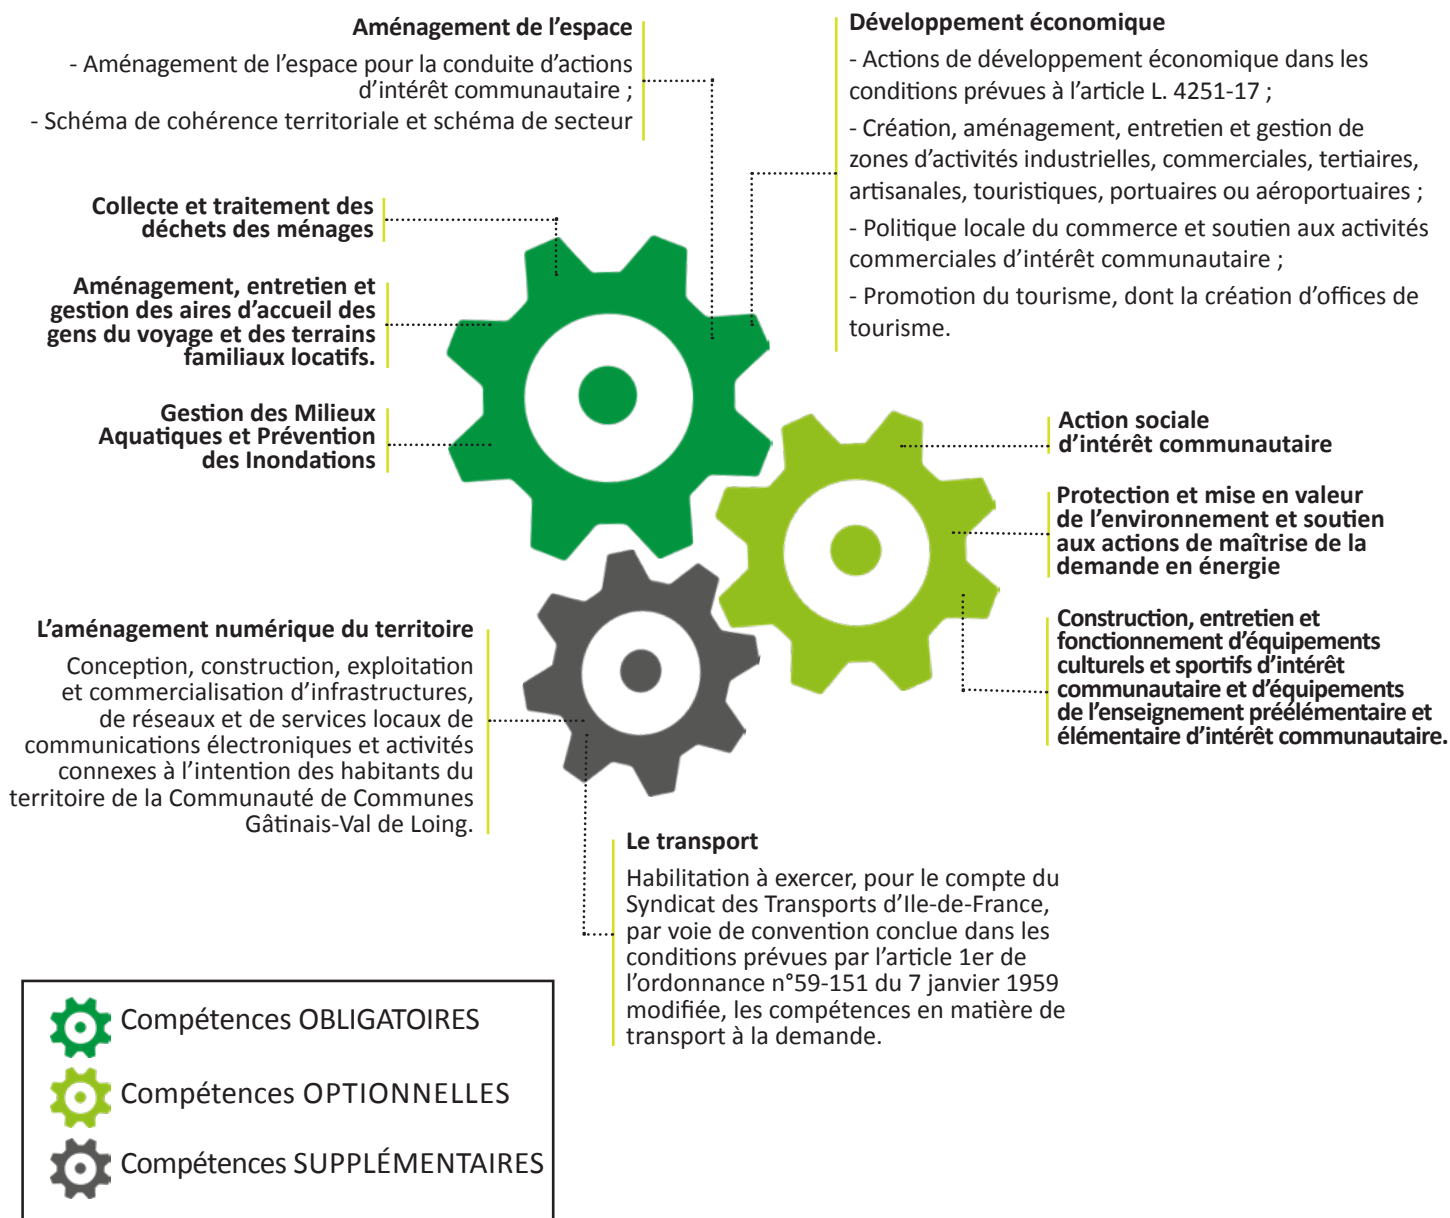 Aménagement de l'espace
- Aménagement de l'espace pour la conduite d'actions
d'intérêt communautaire ;
- Schéma de cohérence territoriale et schéma de secteur
Développement économique
- Actions de développement économique dans les
conditions prévues à l'article L. 4251-17 ;
- Création, aménagement, entretien et gestion de
zones d'activités industrielles, commerciales, tertiaires,
artisanales, touristiques, portuaires ou aéroportuaires ;
- Politique locale du commerce et soutien aux activités
commerciales d'intérêt communautaire ;
- Promotion du tourisme, dont la création d'offices de
tourisme.
Collecte et traitement des
déchets des ménages
Aménagement, entretien et
gestion des aires d'accueil des
gens du voyage et des terrains
familiaux locatifs.
Gestion des Milieux
Aquatiques et Prévention
des Inondations
Action sociale
d'intérêt communautaire
Protection et mise en valeur
de l'environnement et soutien
aux actions de maîtrise de la
demande en énergie
Construction, entretien et
fonctionnement d'équipements
culturels et sportifs d'intérêt
communautaire et d'équipements
de l'enseignement préélémentaire et
élémentaire d'intérêt communautaire.
L'aménagement numérique du territoire
Conception, construction, exploitation
et commercialisation d'infrastructures,
de réseaux et de services locaux de
communications électroniques et activités
connexes à l'intention des habitants du
territoire de la Communauté de Communes
Gâtinais-Val de Loing.
Le transport
Habilitation à exercer, pour le compte du
Syndicat des Transports d'Ile-de-France,
par voie de convention conclue dans les
conditions prévues par l'article 1er de
l'ordonnance n°59-151 du 7 janvier 1959
modifiée, les compétences en matière de
transport à la demande.
Compétences OBLIGATOIRES
Compétences OPTIONNELLES
Compétences SUPPLÉMENTAIRES